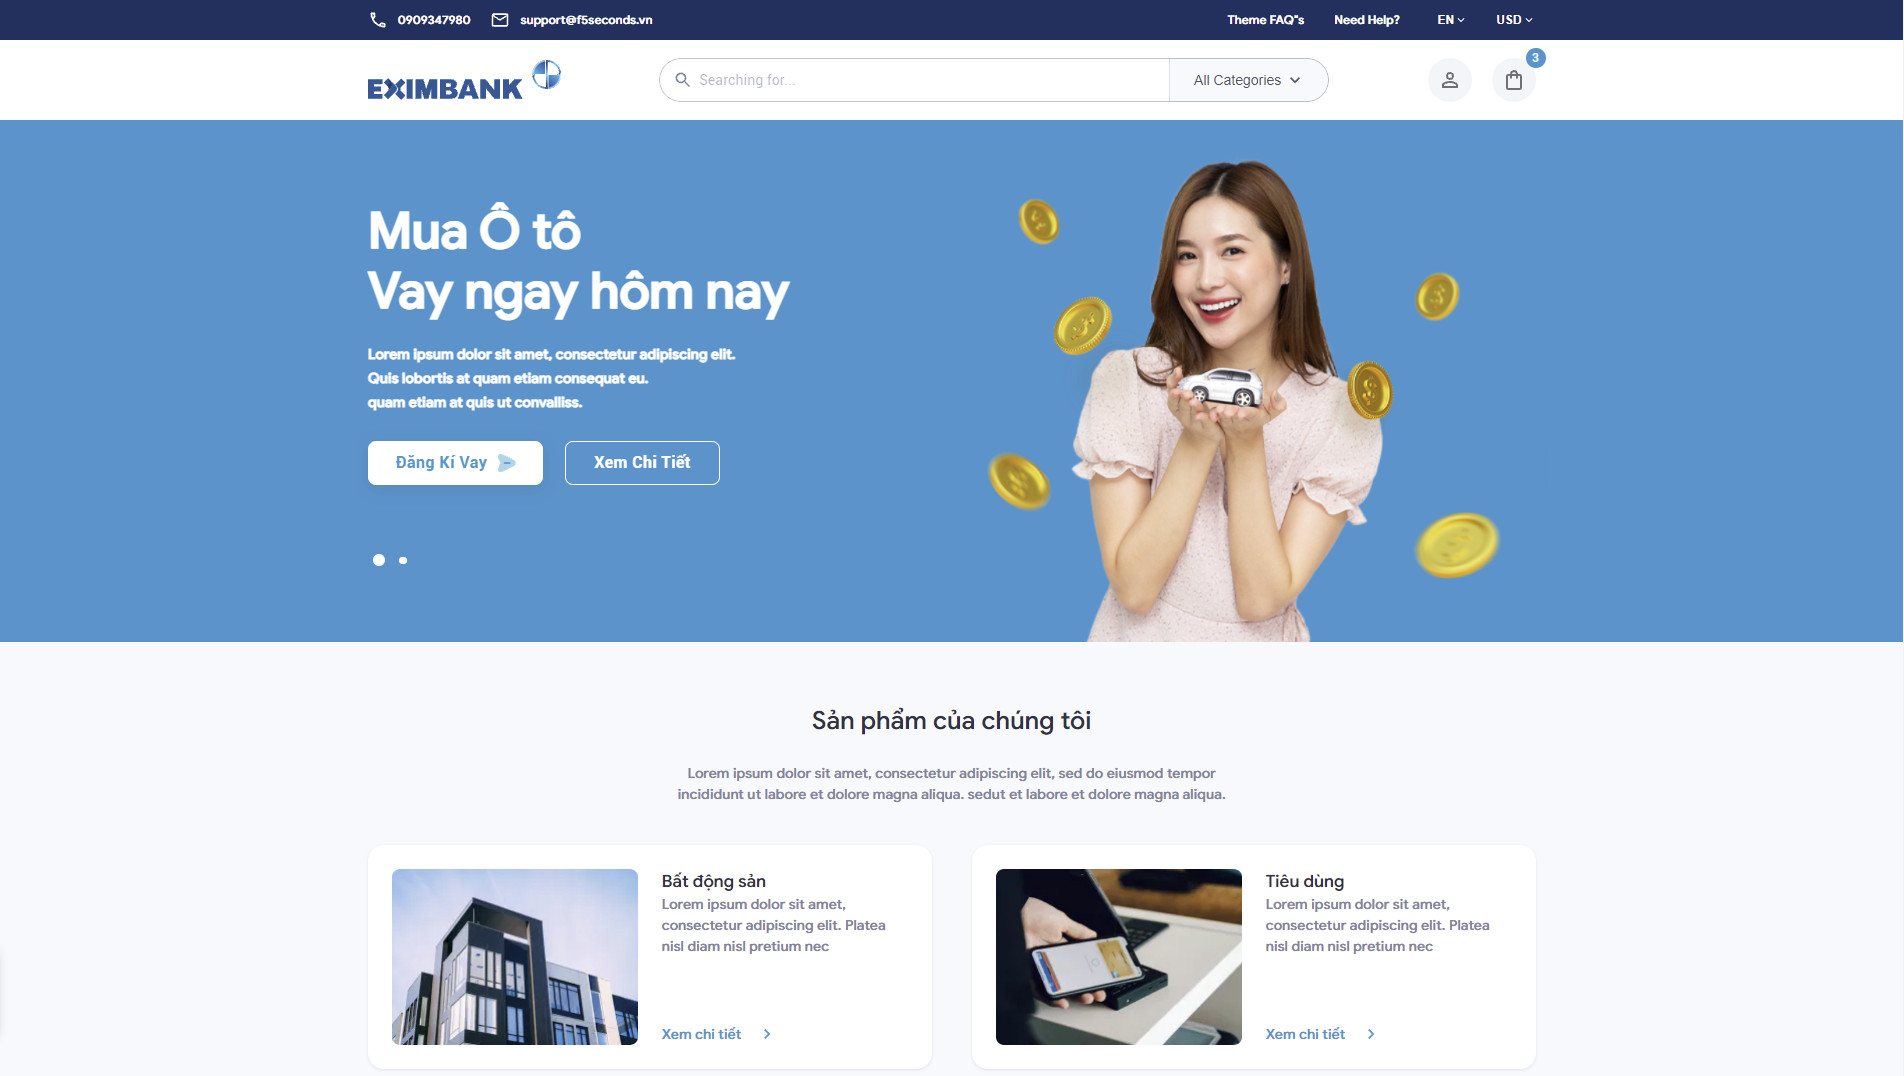 0909347980
support@f5seconds.vn
Theme FAQ"s
Need Help?
EN
USD
EXIMBANK
Searching for...
All Categories
3
Mua Ô tô
Vay ngay hôm nay
Lorem ipsum dolor sit amet, consectetur adipiscing elit.
Quis lobortis at quam etiam consequat eu.
quam etiam at quis ut convalliss.
Đăng Kí Vay
Xem Chi Tiết
Sản phẩm của chúng tôi
Lorem ipsum dolor sit amet, consectetur adipiscing elit, sed do eiusmod tempor
incididunt ut labore et dolore magna aliqua. sedut et labore et dolore magna aliqua.
Bất động sản
Lorem ipsum dolor sit amet,
consectetur adipiscing elit. Platea
nisl diam nisl pretium nec
Xem chi tiết
Tiêu dùng
Lorem ipsum dolor sit amet,
consectetur adipiscing elit. Platea
nisl diam nisl pretium nec
Xem chi tiết